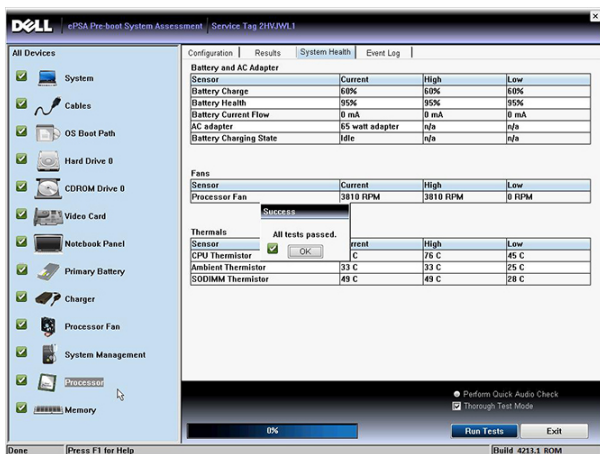 DELL ePSA Pre-boot System Assessment Service Tag 2HVJWL1
All Devices
System
Cables
OS Boot Path
Hard Drive 0
CDROM Drive 0
Video Card
Notebook Panel
Primary Battery
Charger
Processor Fan
System Management
Processor
Memory
Configuration Results System Health Event Log
Battery and AC Adapter
Sensor Current High Low
Battery Charge 60% 60% 60%
Battery Health 95% 95% 95%
Battery Current Flow 0 mA 0 mA 0 mA
AC adapter 65 watt adapter n/a n/a
Battery Charging State Idle n/a n/a
Fans
Sensor Current High Low
Processor Fan 3810 RPM 3810 RPM 0 RPM
Success
All tests passed.
OK
Thermals
Sensor rrent High Low
CPU Thermistor C 76 C 45 C
Ambient Thermistor 33 C 33 C 25 C
SODIMM Thermistor 49 C 49 C 28 C
Perform Quick Audio Check
Thorough Test Mode
0% Run Tests Exit
Done Press F1 for Help Build 4213.1 ROM